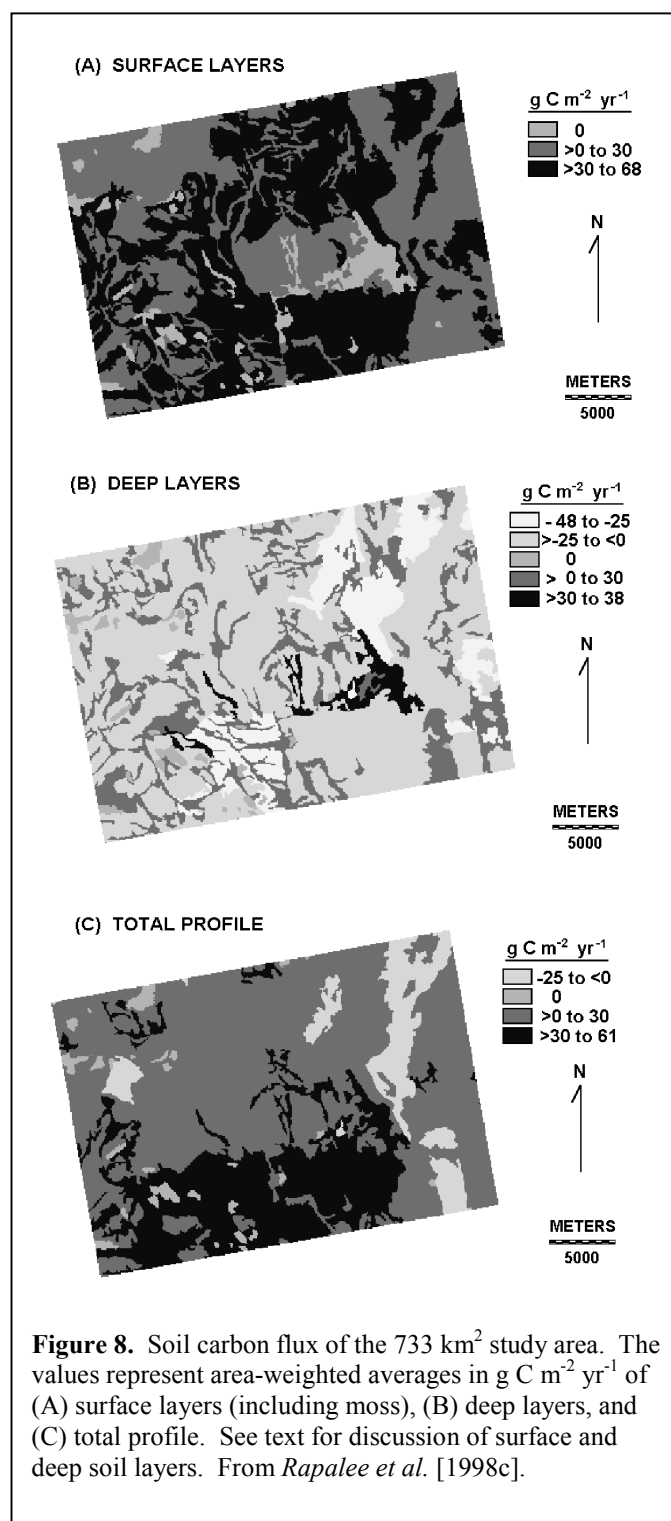 (A) SURFACE LAYERS
g C m⁻² yr⁻¹
0
>0 to 30
>30 to 68
N
METERS
5000
(B) DEEP LAYERS
g C m⁻² yr⁻¹
- 48 to -25
>-25 to <0
0
> 0 to 30
>30 to 38
N
METERS
5000
(C) TOTAL PROFILE
g C m⁻² yr⁻¹
-25 to <0
0
>0 to 30
>30 to 61
N
METERS
5000
Figure 8. Soil carbon flux of the 733 km² study area. The
values represent area-weighted averages in g C m⁻² yr⁻¹ of
(A) surface layers (including moss), (B) deep layers, and
(C) total profile. See text for discussion of surface and
deep soil layers. From Rapalee et al. [1998c].